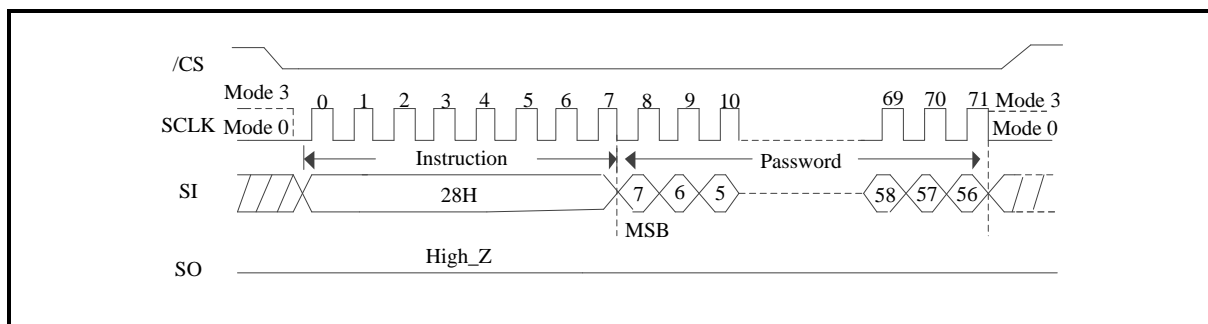 /CS
Mode 3
0 1 2 3 4 5 6 7 8 9 10 69 70 71 Mode 3
SCLK Mode 0 Mode 0
Instruction Password
SI 28H 7 6 5 58 57 56
MSB
High_Z
SO